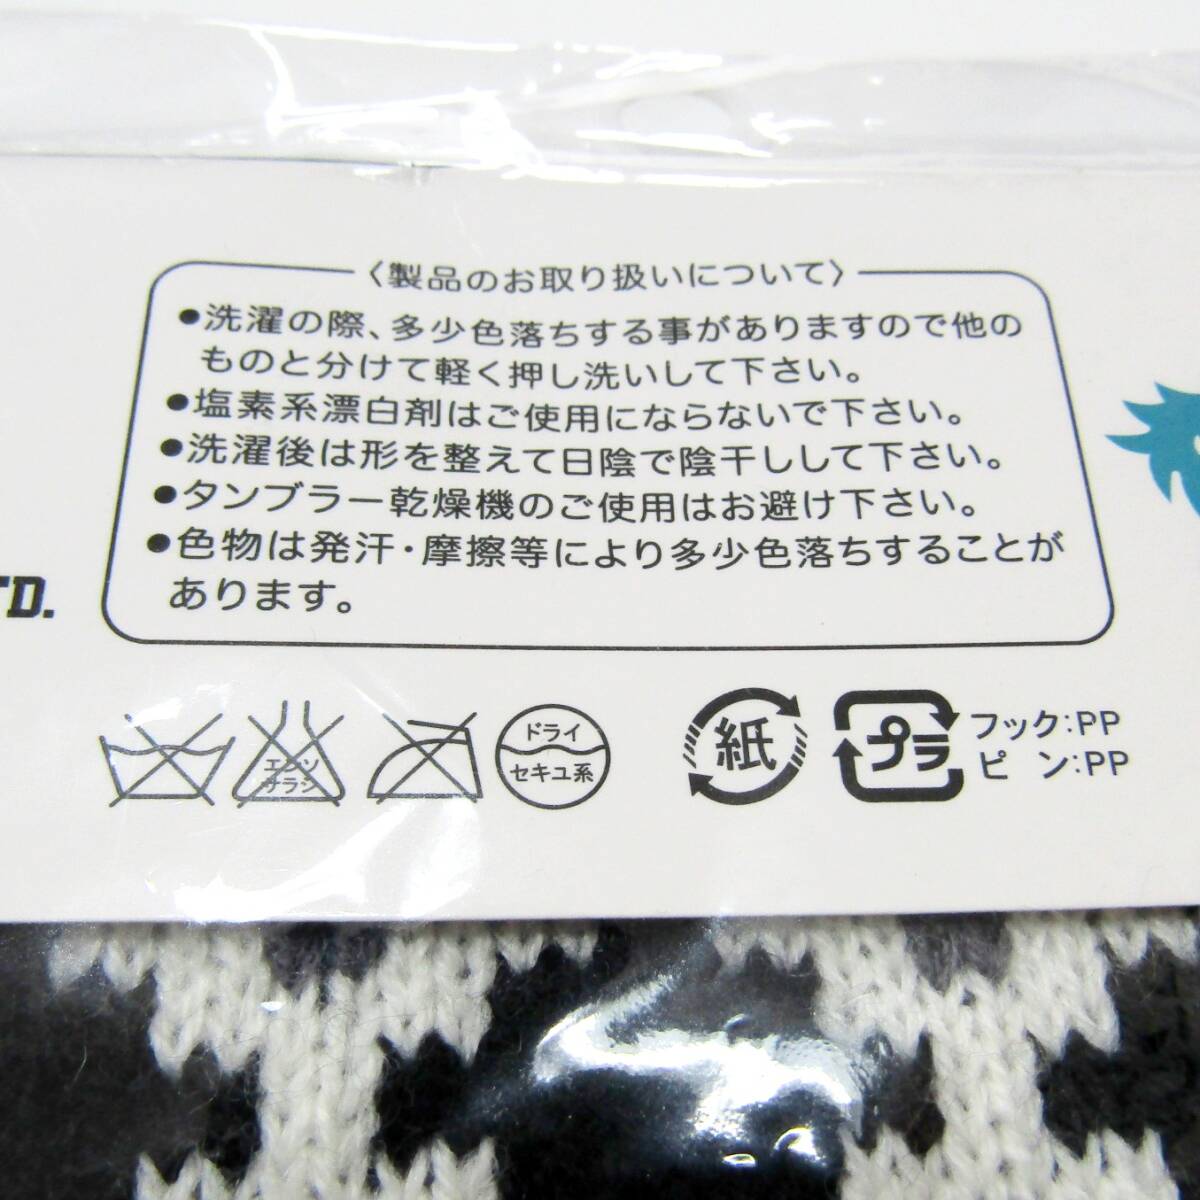 〈製品のお取り扱いについて〉
●洗濯の際、多少色落ちする事がありますので他の
ものと分けて軽く押し洗いして下さい。
●塩素系漂白剤はご使用にならないで下さい。
●洗濯後は形を整えて日陰で陰干しして下さい。
●タンブラー乾燥機のご使用はお避け下さい。
●色物は発汗・摩擦等により多少色落ちすることが
あります。
TD.
エンソ
サラシ
ドライ
セキユ系
紙
プラ
フック:PP
ピン:PP